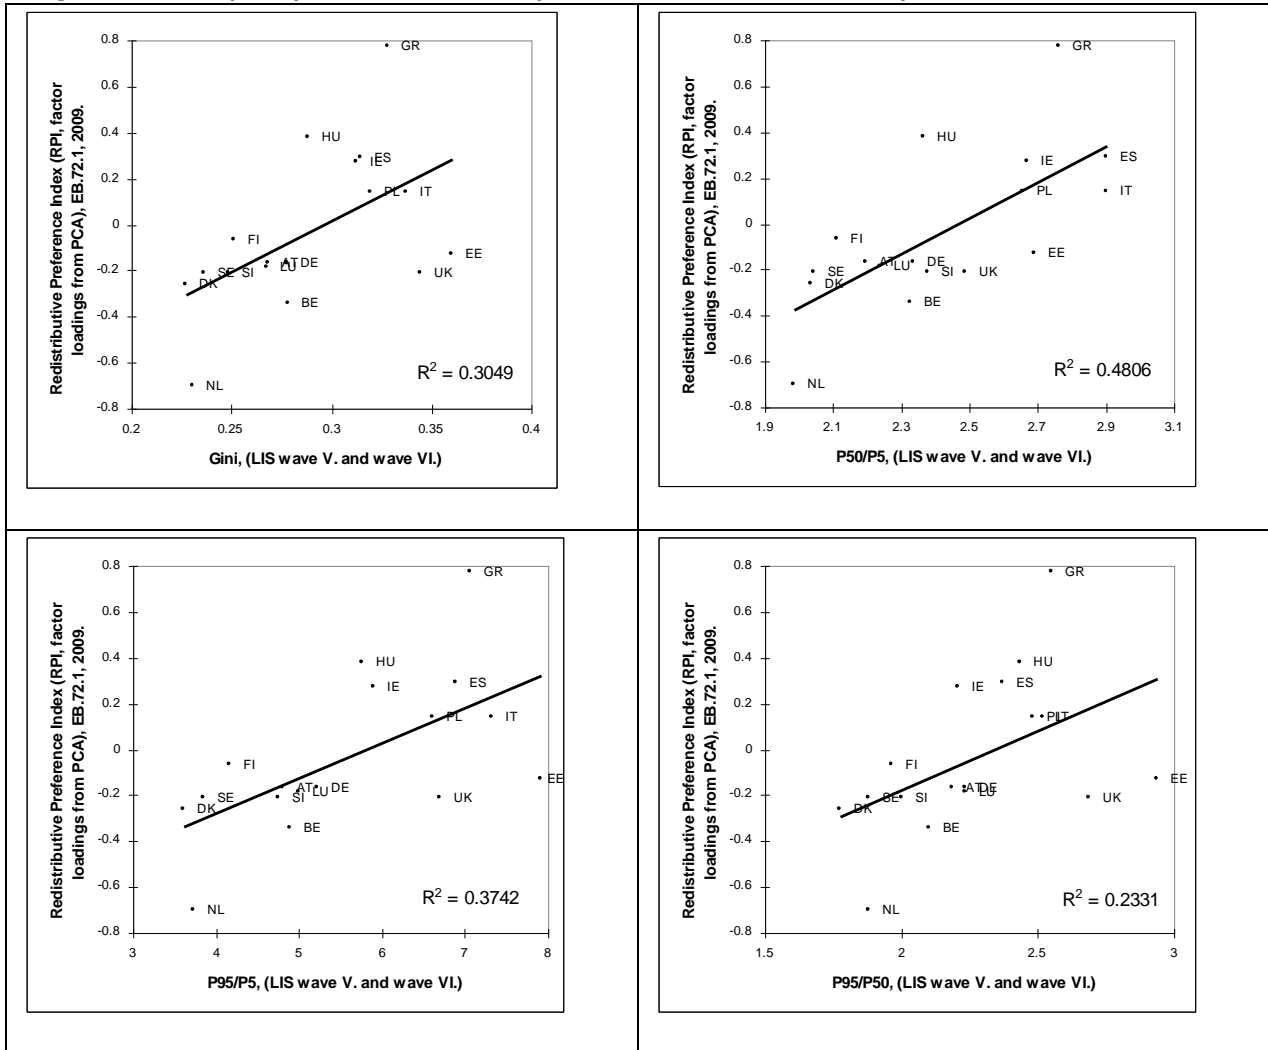 Redistributive Preference Index (RPI, factor
loadings from PCA), EB.72.1, 2009.
0.8
0.6
0.4
0.2
0
-0.2
-0.4
-0.6
-0.8
GR
HU
ES
IE
PL
IT
FI
EE
AT
DE
LU
SE
SI
UK
DK
BE
NL
R² = 0.3049
0.2
0.25
0.3
0.35
0.4
Gini, (LIS wave V. and wave VI.)
Redistributive Preference Index (RPI, factor
loadings from PCA), EB.72.1, 2009.
0.8
0.6
0.4
0.2
0
-0.2
-0.4
-0.6
-0.8
GR
HU
IE
ES
PL
IT
FI
EE
AT
DE
LU
SE
SI
UK
DK
BE
NL
R² = 0.4806
1.9
2.1
2.3
2.5
2.7
2.9
3.1
P50/P5, (LIS wave V. and wave VI.)
Redistributive Preference Index (RPI, factor
loadings from PCA), EB.72.1, 2009.
0.8
0.6
0.4
0.2
0
-0.2
-0.4
-0.6
-0.8
GR
HU
IE
ES
PL
IT
FI
EE
AT
DE
LU
SE
SI
UK
DK
BE
NL
R² = 0.3742
3
4
5
6
7
8
P95/P5, (LIS wave V. and wave VI.)
Redistributive Preference Index (RPI, factor
loadings from PCA), EB.72.1, 2009.
0.8
0.6
0.4
0.2
0
-0.2
-0.4
-0.6
-0.8
GR
HU
IE
ES
PL
IT
FI
EE
AT
DE
LU
SE
SI
UK
DK
BE
NL
R² = 0.2331
1.5
2
2.5
3
P95/P50, (LIS wave V. and wave VI.)